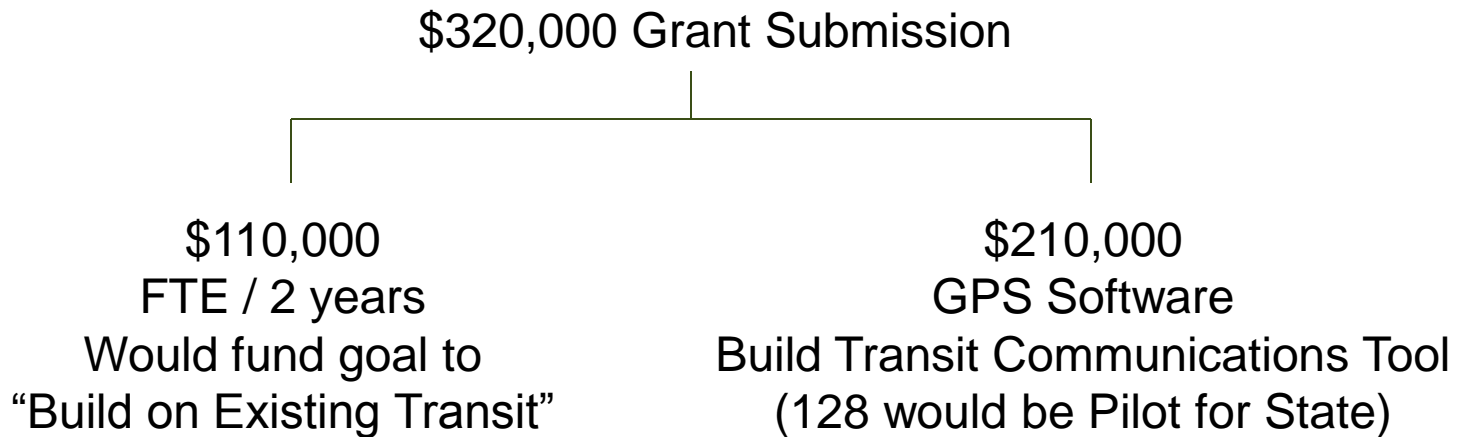 $320,000 Grant Submission
$110,000
FTE / 2 years
Would fund goal to
“Build on Existing Transit”
$210,000
GPS Software
Build Transit Communications Tool
(128 would be Pilot for State)